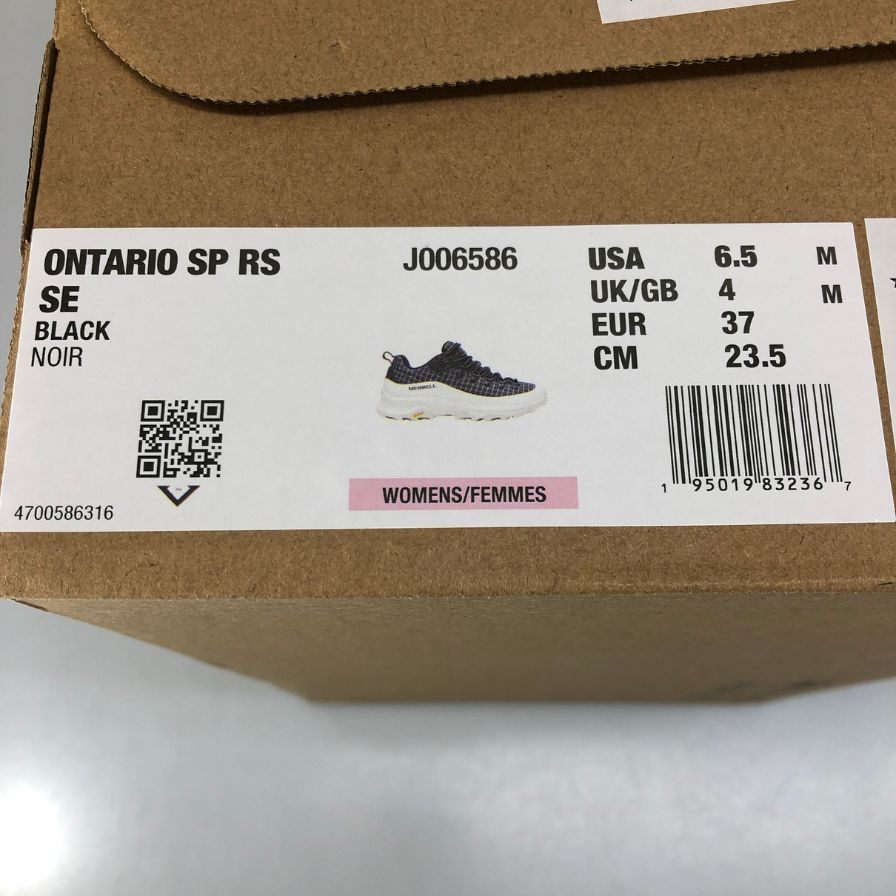 ONTARIO SP RS
SE
BLACK
NOIR
4700586316
J006586
MERRELL
WOMENS/FEMMES
USA 6.5 M
UK/GB 4 M
EUR 37
CM 23.5
1 95019 83236 7